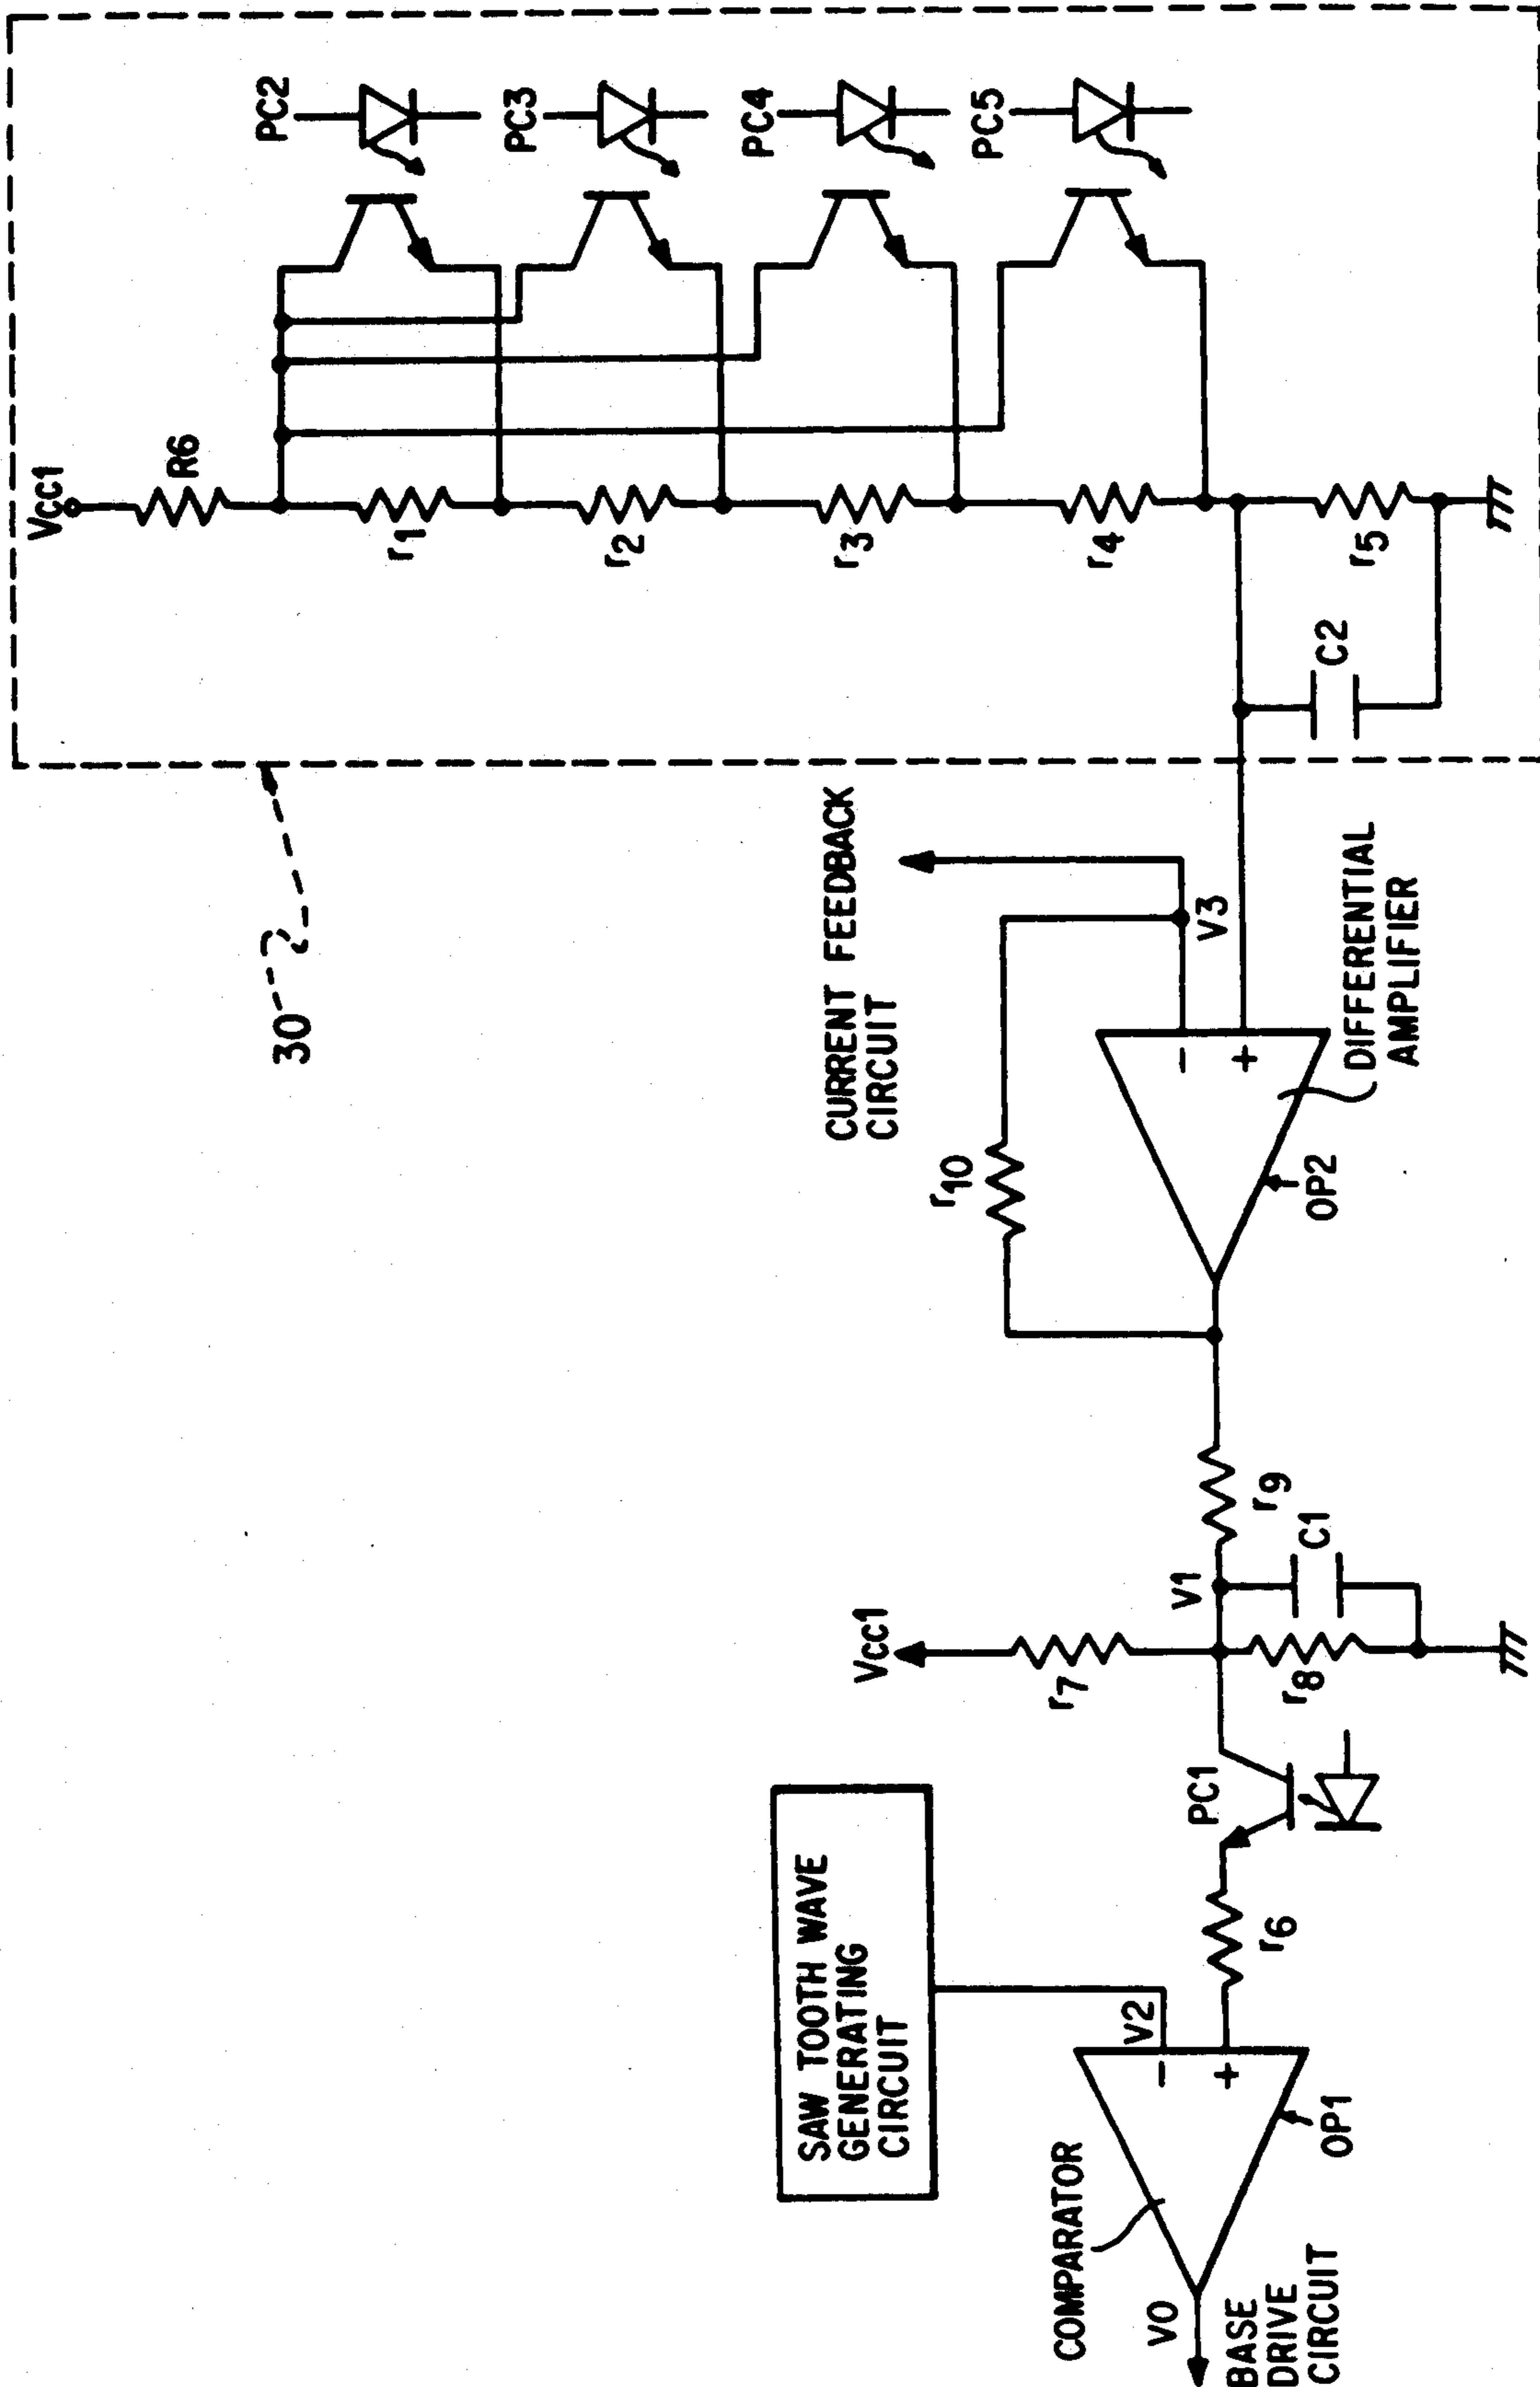 Vcc1
R6
r1
r2
r3
r4
r5
C2
PC2
PC3
PC4
PC5
30
CURRENT FEEDBACK
CIRCUIT
V3
-
+
DIFFERENTIAL
AMPLIFIER
OP2
r10
r9
C1
V1
Vcc1
r7
r8
PC1
r6
SAW TOOTH WAVE
GENERATING
CIRCUIT
V2
-
+
OP1
COMPARATOR
VO
BASE
DRIVE
CIRCUIT